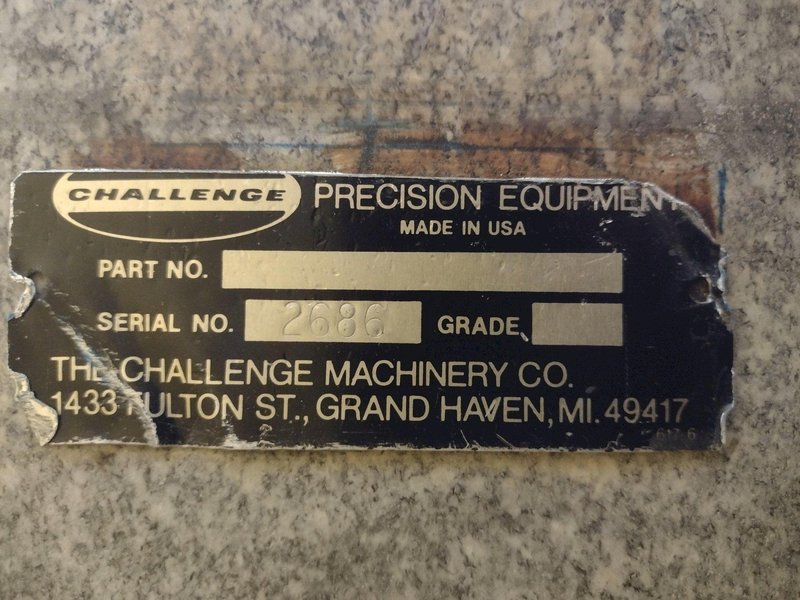 CHALLENGE PRECISION EQUIPMENT
MADE IN USA
PART NO.
SERIAL NO. 2686 GRADE
THE CHALLENGE MACHINERY CO.
1433 FULTON ST., GRAND HAVEN, MI. 49417